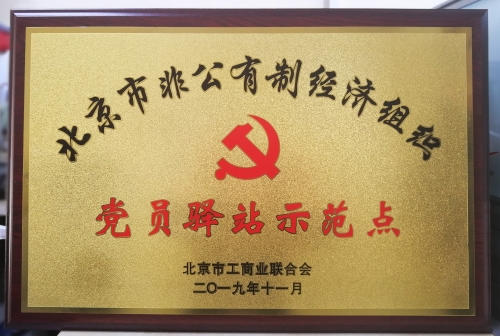 北京市非公有制经济组织
党员驿站示范点
北京市工商业联合会
二〇一九年十一月